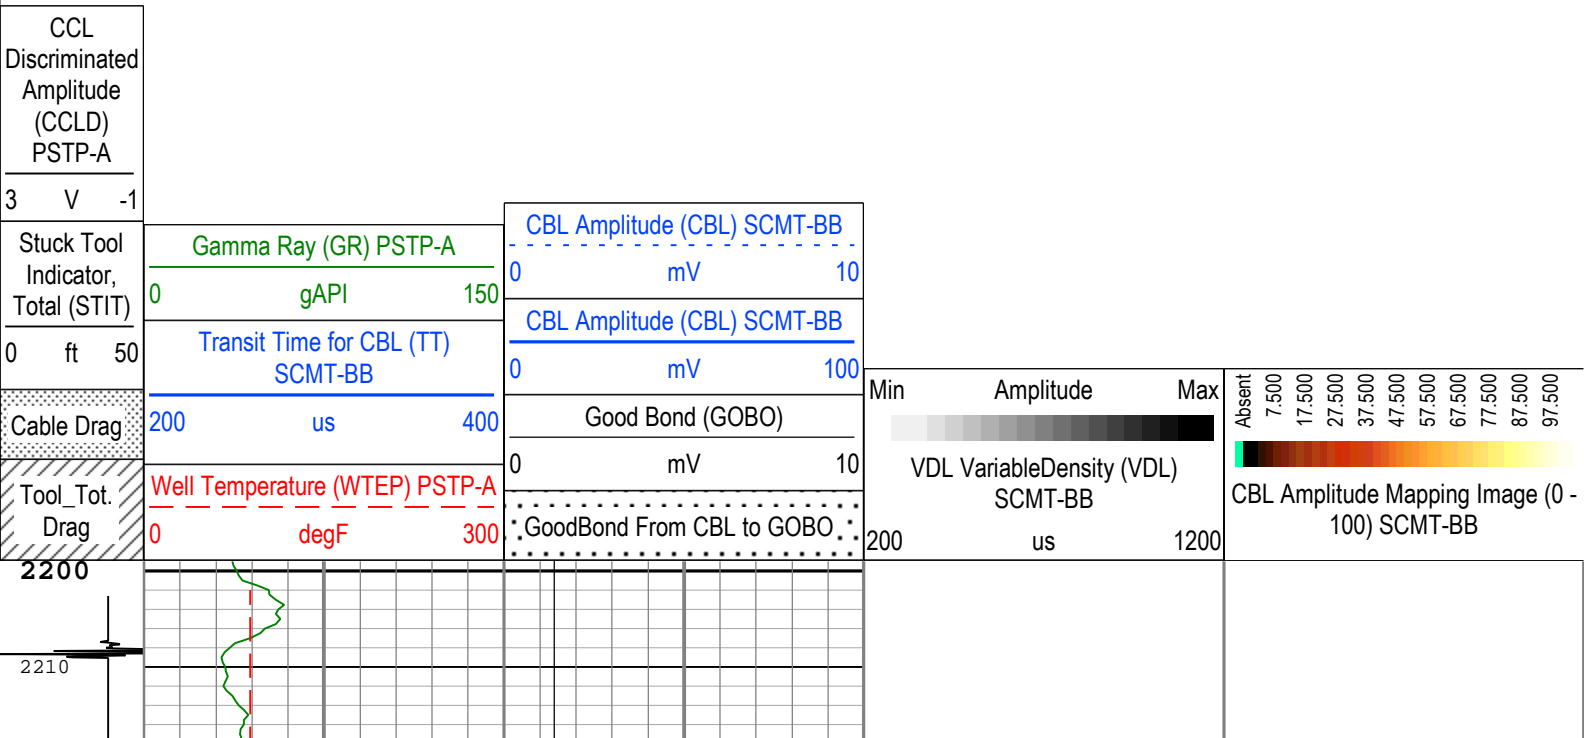 CCL
Discriminated
Amplitude
(CCLD)
PSTP-A
3 V -1
Stuck Tool
Indicator,
Total (STIT)
0 ft 50
Cable Drag
Tool_Tot.
Drag
Gamma Ray (GR) PSTP-A
0 gAPI 150
Transit Time for CBL (TT)
SCMT-BB
200 us 400
Well Temperature (WTEP) PSTP-A
0 degF 300
CBL Amplitude (CBL) SCMT-BB
0 mV 10
CBL Amplitude (CBL) SCMT-BB
0 mV 100
Good Bond (GOBO)
0 mV 10
GoodBond From CBL to GOBO
Min Amplitude Max
VDL VariableDensity (VDL)
SCMT-BB
200 us 1200
Absent
7.500
17.500
27.500
37.500
47.500
57.500
67.500
77.500
87.500
97.500
CBL Amplitude Mapping Image (0 -
100) SCMT-BB
2200
2210